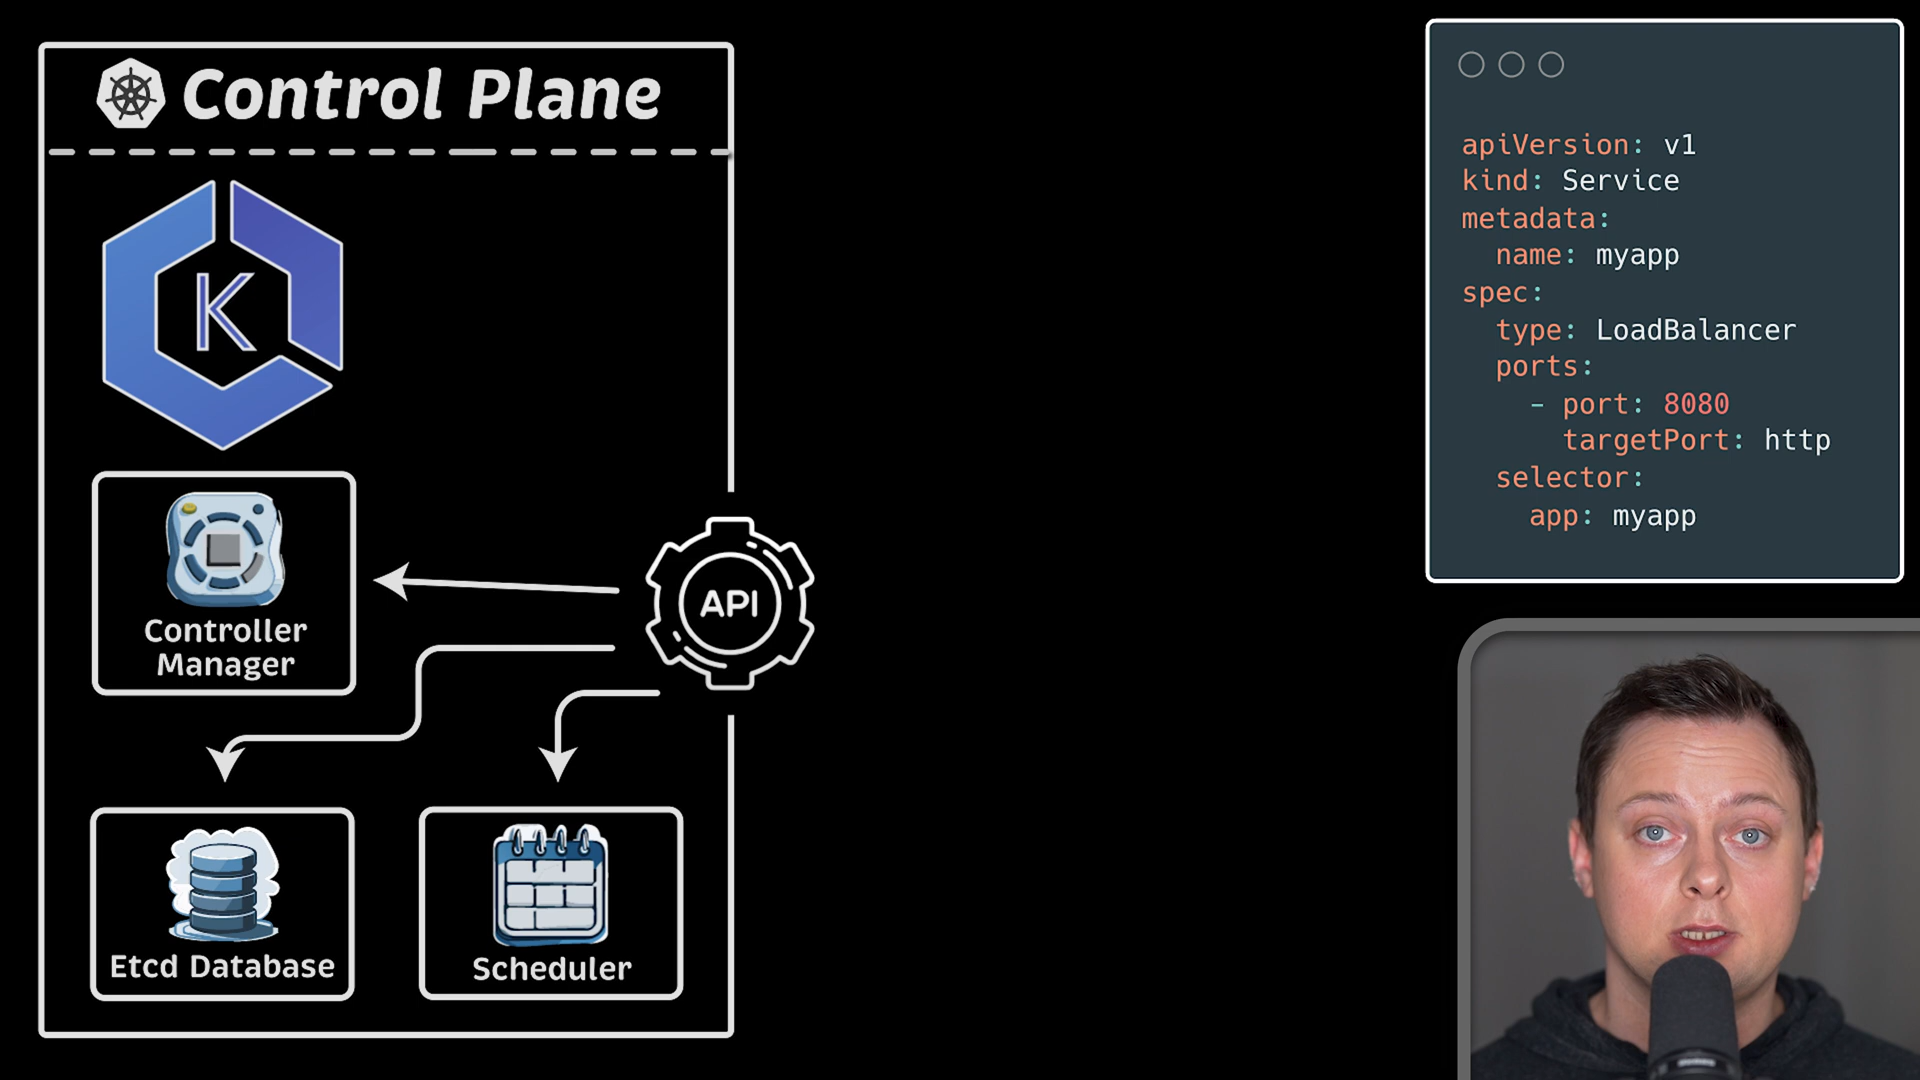 Control Plane
K
Controller
Manager
API
Etcd Database
Scheduler
apiVersion: v1
kind: Service
metadata:
  name: myapp
spec:
  type: LoadBalancer
  ports:
    - port: 8080
      targetPort: http
  selector:
    app: myapp